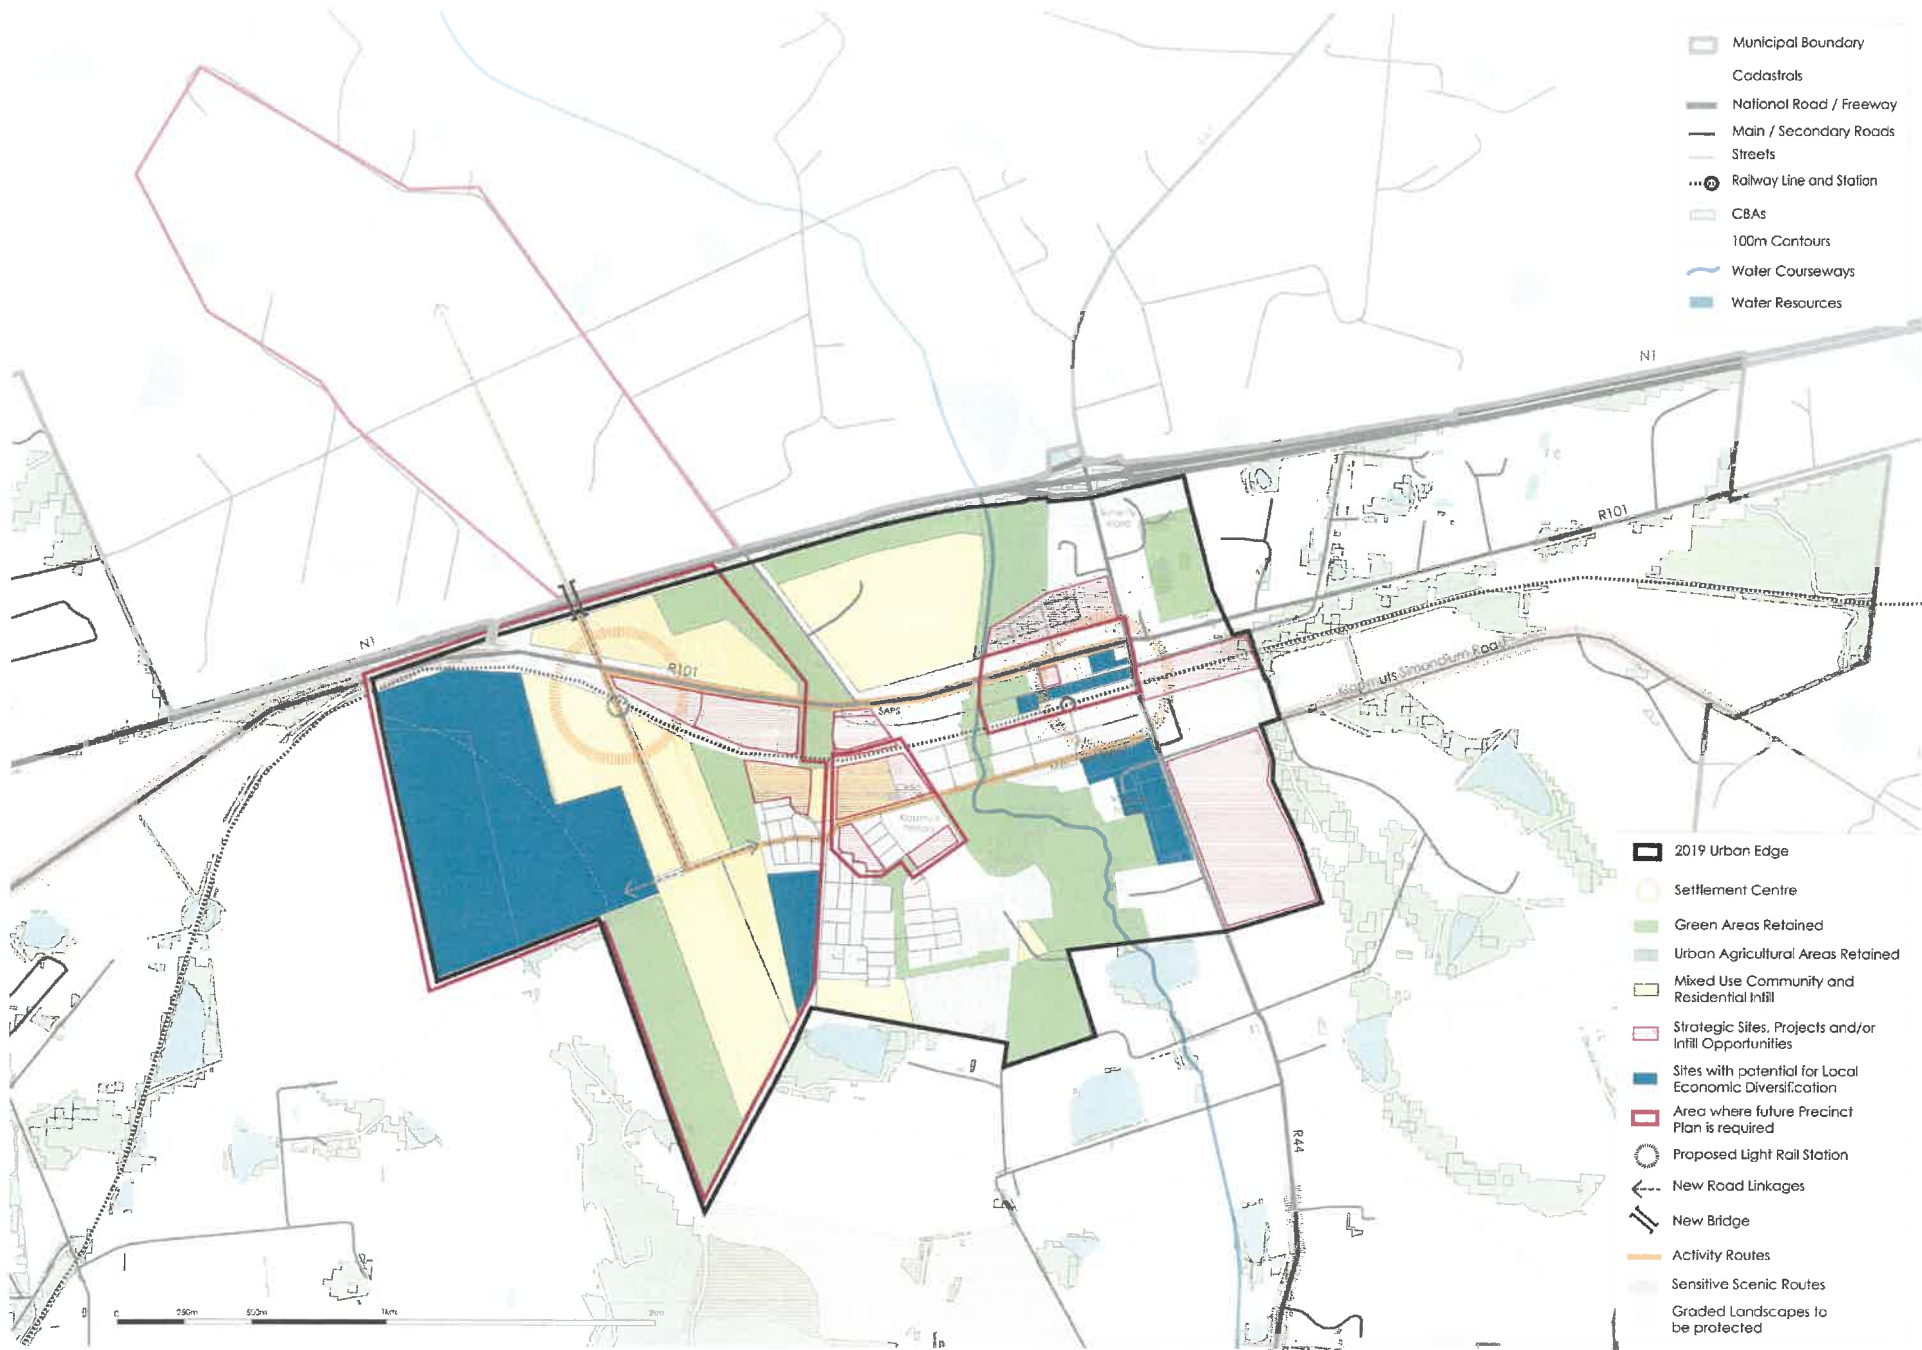 Municipal Boundary
Cadastrals
National Road / Freeway
Main / Secondary Roads
Streets
Railway Line and Station
CBAs
100m Contours
Water Courseways
Water Resources
N1
R101
N1
R101
SAPS
Simondium Road
R44
2019 Urban Edge
Settlement Centre
Green Areas Retained
Urban Agricultural Areas Retained
Mixed Use Community and
Residential Infill
Strategic Sites, Projects and/or
Infill Opportunities
Sites with potential for Local
Economic Diversification
Area where future Precinct
Plan is required
Proposed Light Rail Station
New Road Linkages
New Bridge
Activity Routes
Sensitive Scenic Routes
Graded Landscapes to
be protected
0 250m 500m 1km 2km